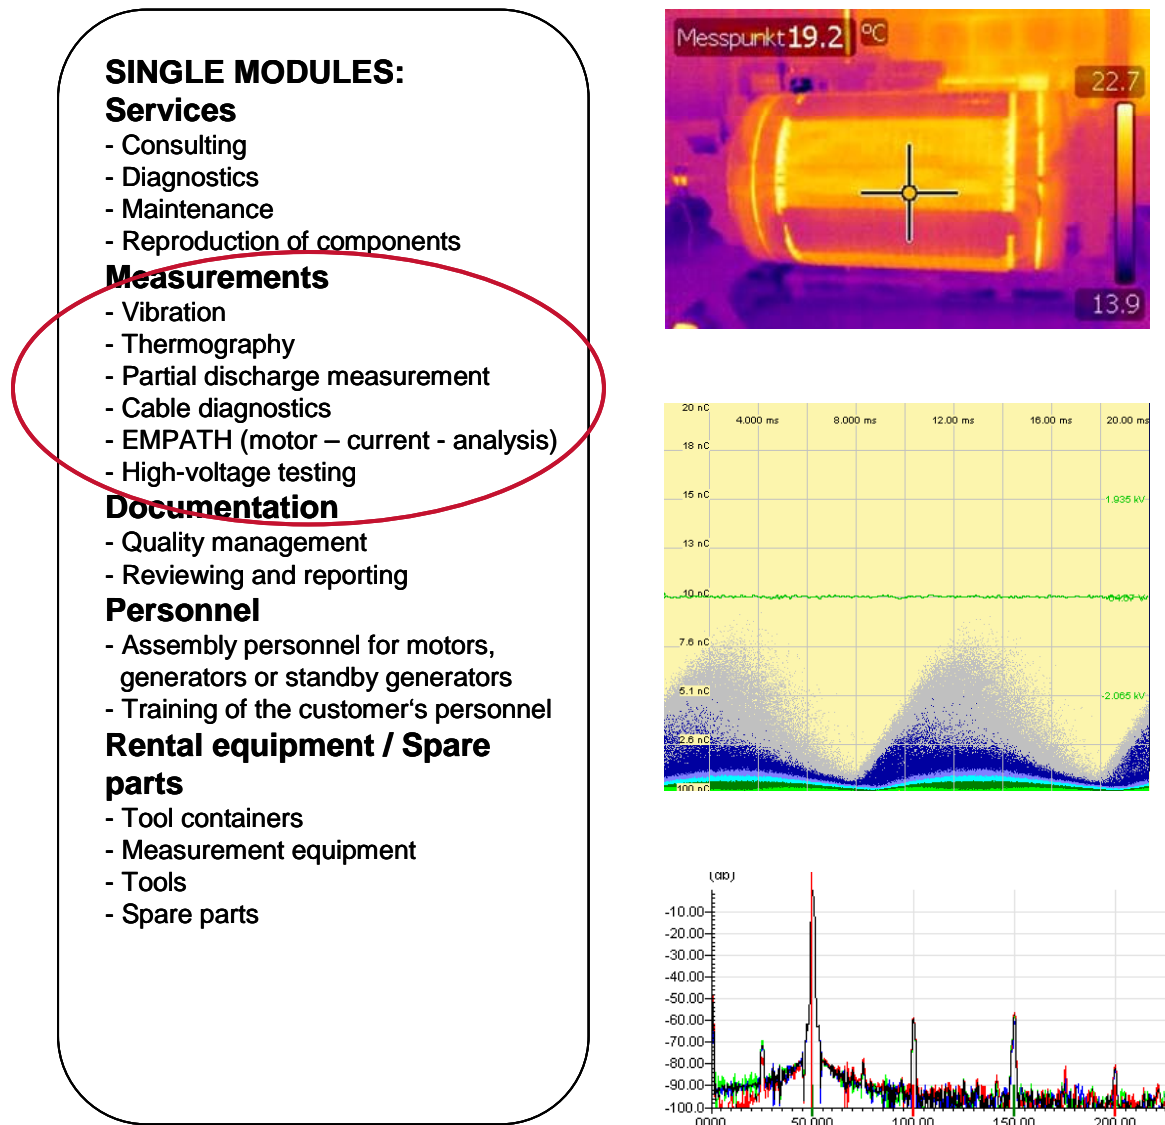 SINGLE MODULES:
Services
- Consulting
- Diagnostics
- Maintenance
- Reproduction of components
Measurements
- Vibration
- Thermography
- Partial discharge measurement
- Cable diagnostics
- EMPATH (motor – current - analysis)
- High-voltage testing
Documentation
- Quality management
- Reviewing and reporting
Personnel
- Assembly personnel for motors,
generators or standby generators
- Training of the customer‘s personnel
Rental equipment / Spare
parts
- Tool containers
- Measurement equipment
- Tools
- Spare parts
Messpunkt 19.2 °C
22.7
13.9
20 nC
4.000 ms 8.000 ms 12.00 ms 16.00 ms 20.00 ms
18 nC
15 nC 1.935 kV
13 nC
10 nC
7.6 nC
5.1 nC -2.065 kV
2.6 nC
100 pC
(db)
-10.00
-20.00
-30.00
-40.00
-50.00
-60.00
-70.00
-80.00
-90.00
-100.0
50.000 100.00 150.00 200.00